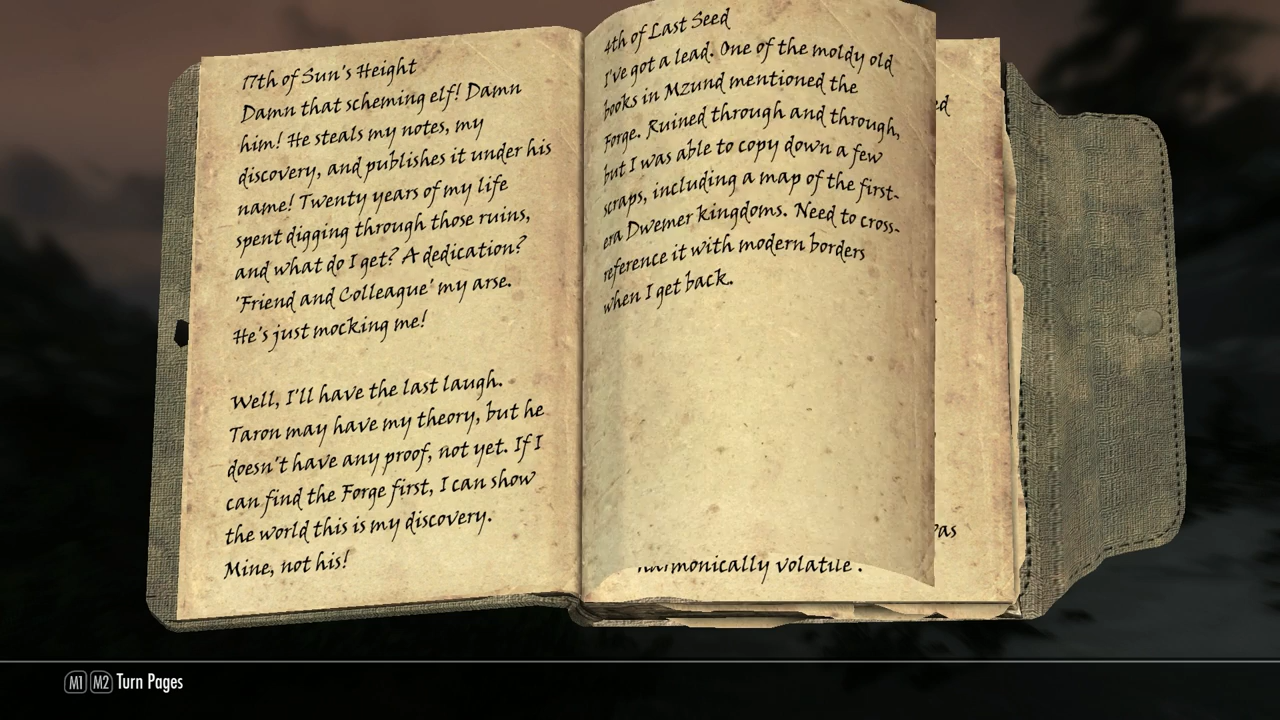 17th of Sun's Height
Damn that scheming elf! Damn
him! He steals my notes, my
discovery, and publishes it under his
name! Twenty years of my life
spent digging through those ruins,
and what do I get? A dedication?
'Friend and Colleague' my arse.
He's just mocking me!
Well, I'll have the last laugh.
Taron may have my theory, but he
doesn't have any proof, not yet. If I
can find the Forge first, I can show
the world this is my discovery.
Mine, not his!
4th of Last Seed
I've got a lead. One of the moldy old
books in Mzund mentioned the
Forge. Ruined through and through,
but I was able to copy down a few
scraps, including a map of the first-
era Dwemer kingdoms. Need to cross-
reference it with modern borders
when I get back.
volatile.
M1 M2 Turn Pages